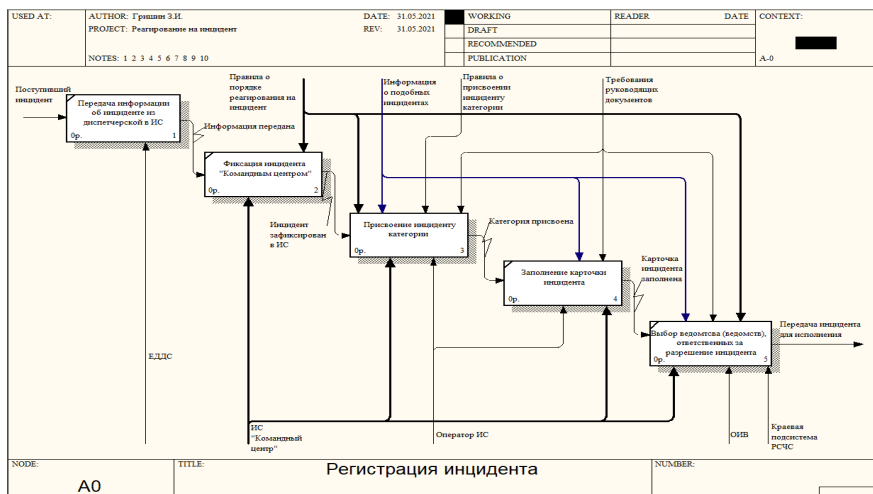 USED AT:
AUTHOR: Гришин З.И.
DATE: 31.05.2021
PROJECT: Реагирование на инцидент
REV: 31.05.2021
NOTES: 1 2 3 4 5 6 7 8 9 10
WORKING
DRAFT
RECOMMENDED
PUBLICATION
READER
DATE
CONTEXT:
A-0
Поступивший
инцидент
Правила о
порядке
реагирования на
инцидент
Информация
о подобных
инцидентах
Правила о
присвоении
инциденту
категории
Требования
руководящих
документов
Передача информации
об инциденте из
диспетчерской в ИС
0р.
1
Информация передана
Фиксация инцидента
"Командным центром"
0р.
2
Инцидент
зафиксирован
в ИС
Присвоение инциденту
категории
0р.
3
Категория присвоена
Заполнение карточки
инцидента
0р.
4
Карточка
инцидента
заполнена
Выбор ведомтсва (ведомств),
ответственных за
разрешение инцидента
0р.
5
Передача инцидента
для исполнения
ЕДДС
ИС
"Командный
центр"
Оператор ИС
ОИВ
Краевая
подсистема
РСЧС
NODE:
A0
TITLE:
Регистрация инцидента
NUMBER: